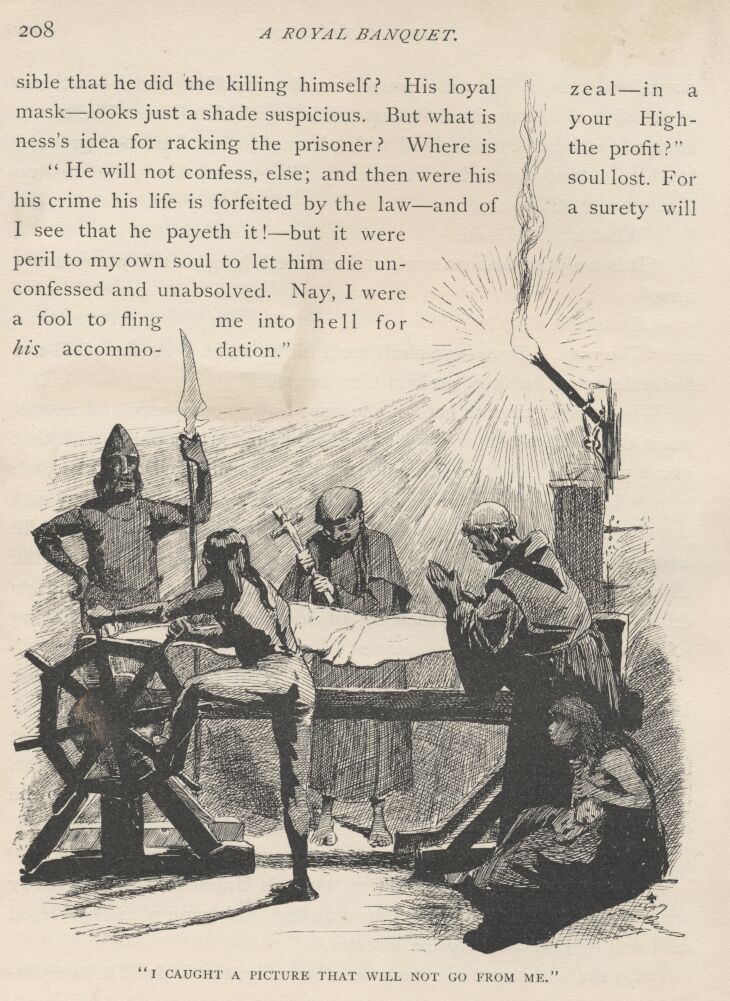 208
A ROYAL BANQUET.
sible that he did the killing himself? His loyal zeal—in a
mask—looks just a shade suspicious. But what is your High-
ness's idea for racking the prisoner? Where is the profit?"
"He will not confess, else; and then were his soul lost. For
his crime his life is forfeited by the law—and of a surety will
I see that he payeth it!—but it were
peril to my own soul to let him die un-
confessed and unabsolved. Nay, I were
a fool to fling me into hell for
his accommo- dation."
"I CAUGHT A PICTURE THAT WILL NOT GO FROM ME."